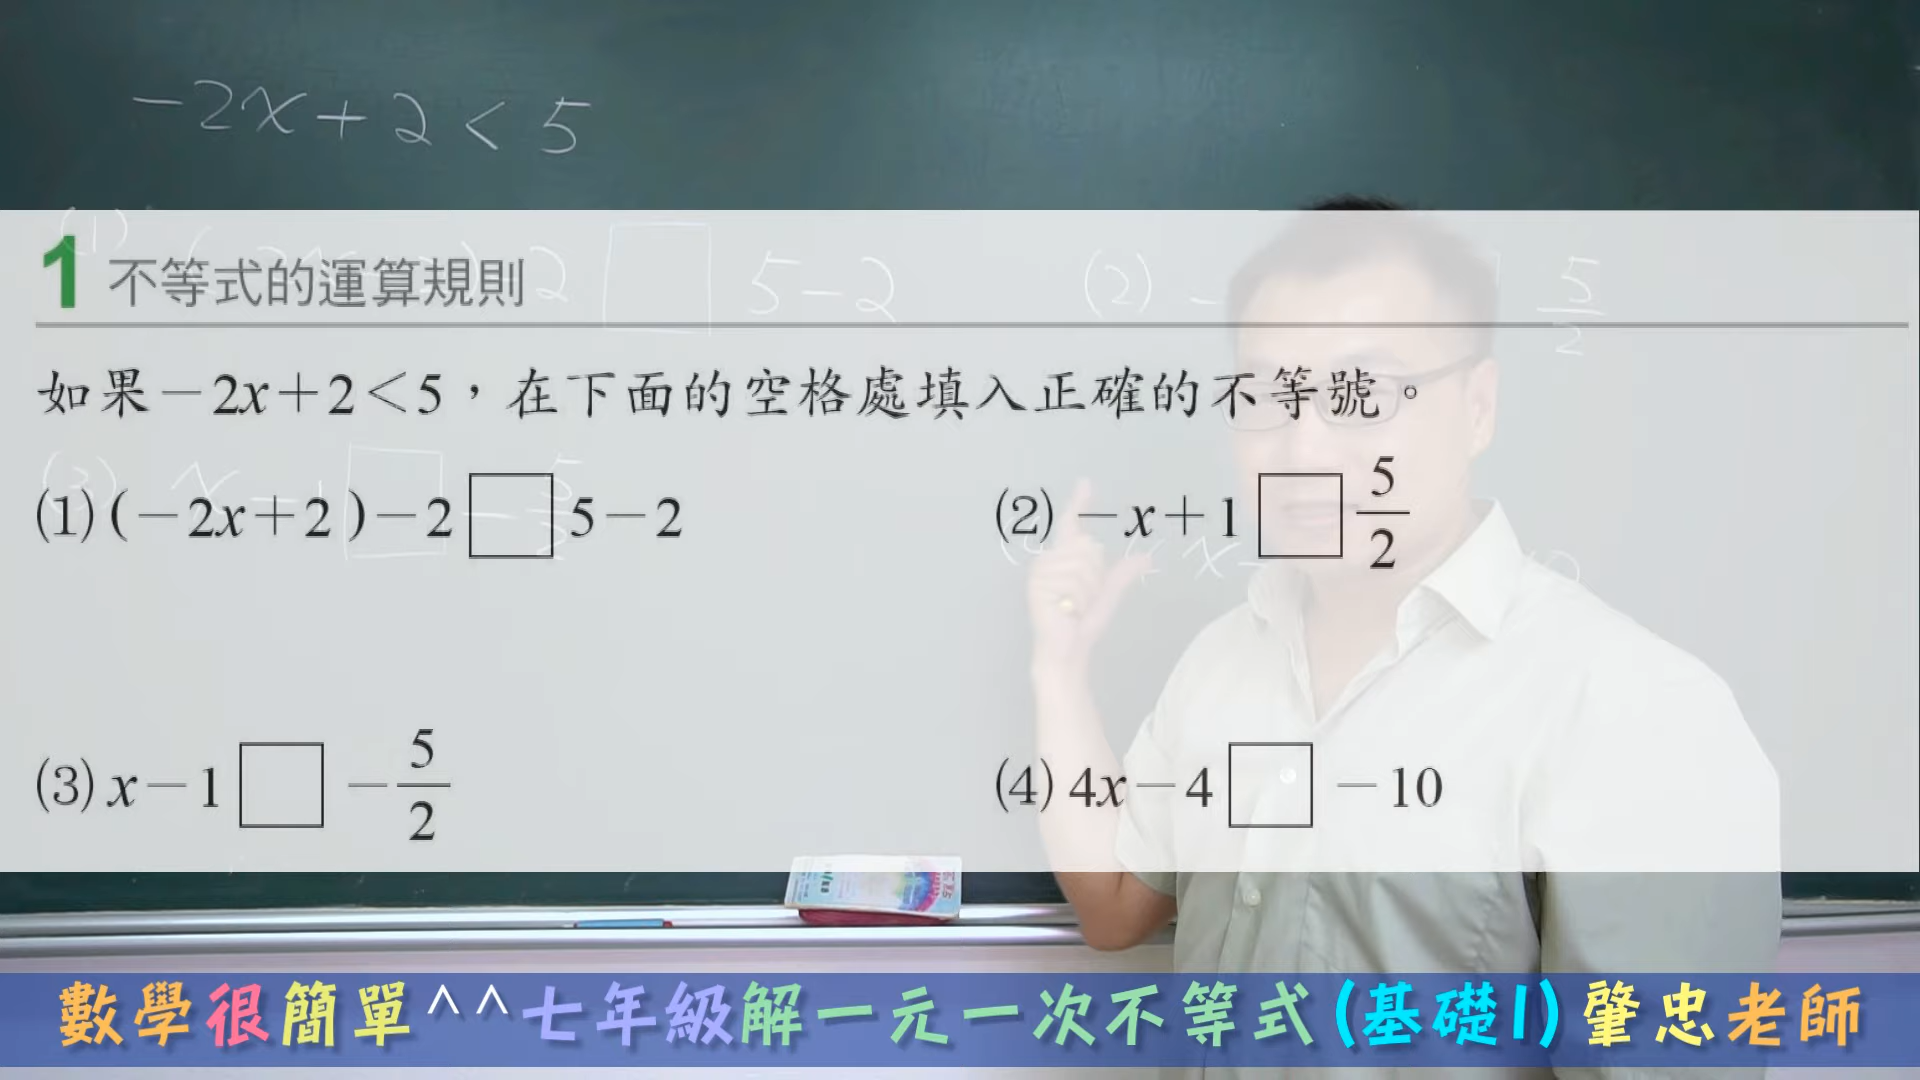 -2x+2<5
1 不等式的運算規則
如果-2x+2<5，在下面的空格處填入正確的不等號。
(1)(-2x+2)-2□5-2
(2)-x+1□5/2
(3)x-1□-5/2
(4)4x-4□-10
數學很簡單^^七年級解一元一次不等式(基礎1)肇忠老師